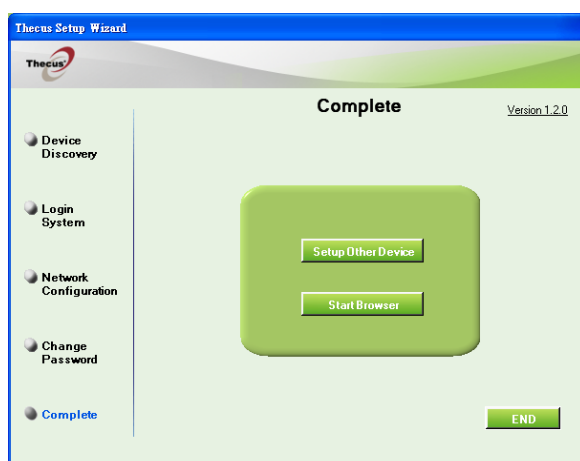 Thecus Setup Wizard
Thecus
Complete
Version 1.2.0
Device
Discovery
Login
System
Network
Configuration
Change
Password
Complete
Setup Other Device
Start Browser
END